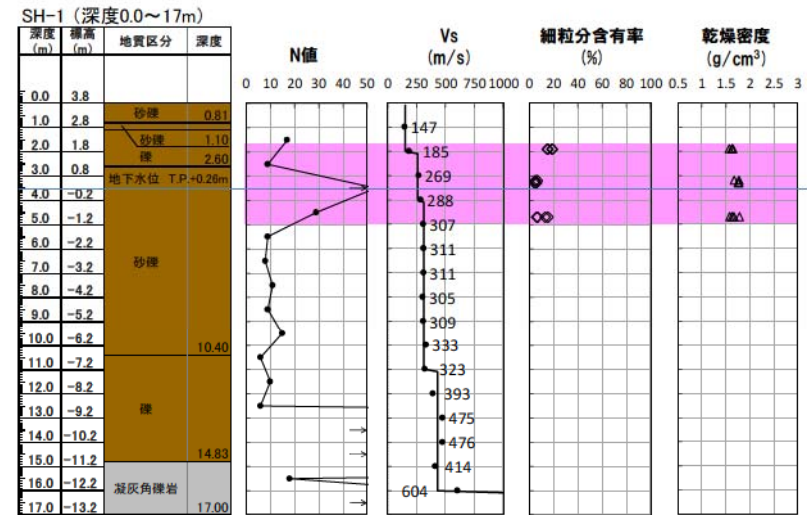 SH-1（深度0.0～17m）
深度(m) 標高(m) 地質区分 深度
N値
0 10 20 30 40 50
Vs
(m/s)
0 250 500 750 1000
細粒分含有率
(%)
0 20 40 60 80 100
乾燥密度
(g/cm³)
0.5 1 1.5 2 2.5 3
0.0 3.8
砂礫 0.81
1.0 2.8
147
砂礫 1.10
2.0 1.8
185
礫 2.60
3.0 0.8
地下水位 T.P.+0.26m
269
4.0 -0.2
288
5.0 -1.2
307
6.0 -2.2
311
砂礫
7.0 -3.2
311
8.0 -4.2
305
9.0 -5.2
309
10.0 -6.2
333
10.40
11.0 -7.2
323
12.0 -8.2
393
礫
13.0 -9.2
475
14.0 -10.2
476
14.83
15.0 -11.2
414
16.0 -12.2
凝灰角礫岩
604
17.0 -13.2
17.00